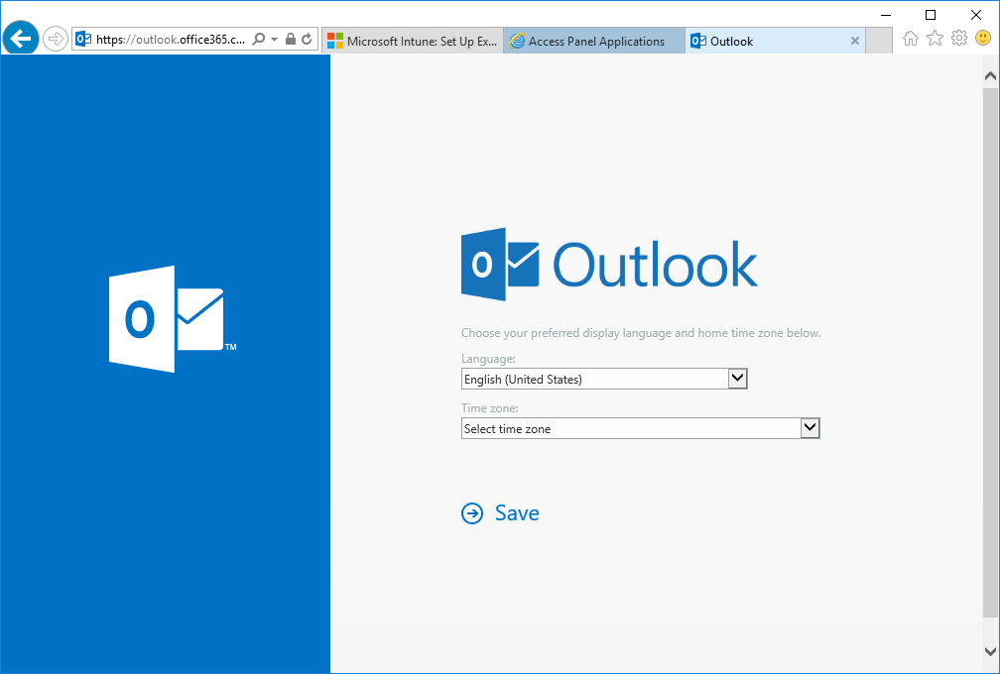 https://outlook.office365.c...
Microsoft Intune: Set Up Ex...
Access Panel Applications
Outlook
O
TM
O
Outlook
Choose your preferred display language and home time zone below.
Language:
English (United States)
Time zone:
Select time zone
Save